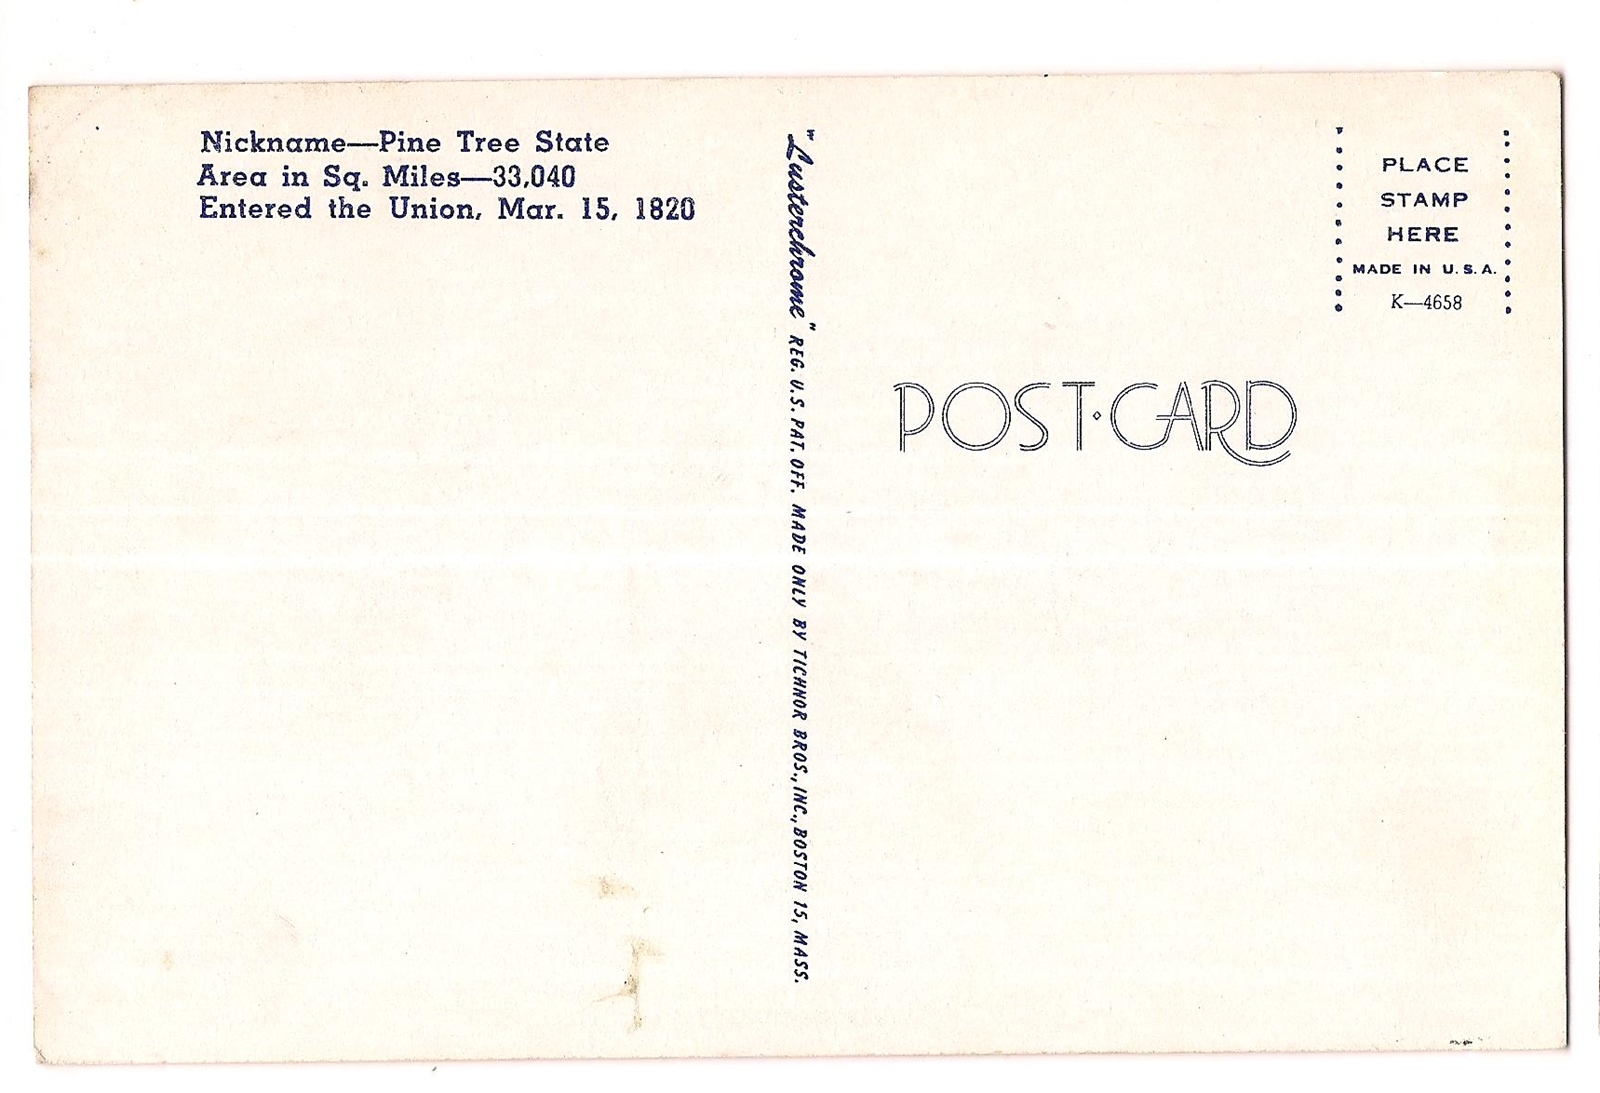 Nickname—Pine Tree State
Area in Sq. Miles—33,040
Entered the Union, Mar. 15, 1820
"Lusterchrome" REG. U.S. PAT. OFF. MADE ONLY BY TICHNOR BROS., INC., BOSTON 15, MASS.
PLACE
STAMP
HERE
MADE IN U.S.A.
K—4658
POST·CARD